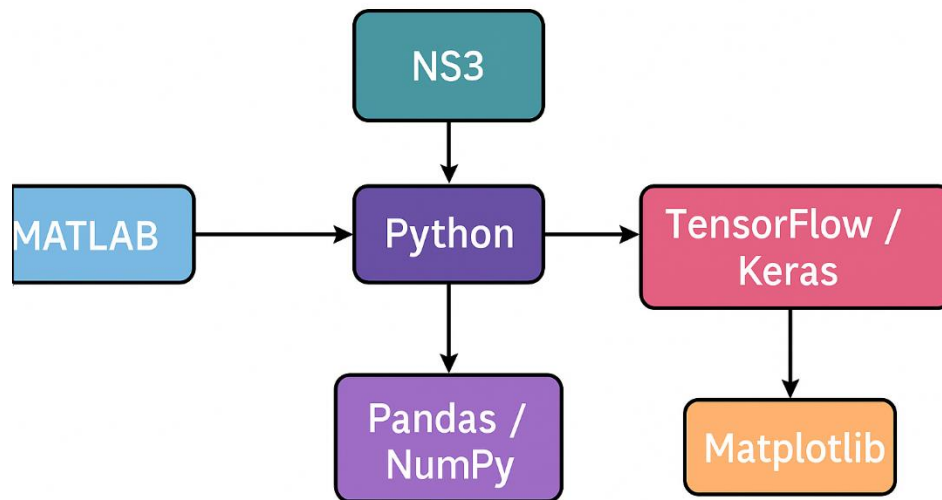 NS3
MATLAB
Python
TensorFlow /
Keras
Pandas /
NumPy
Matplotlib